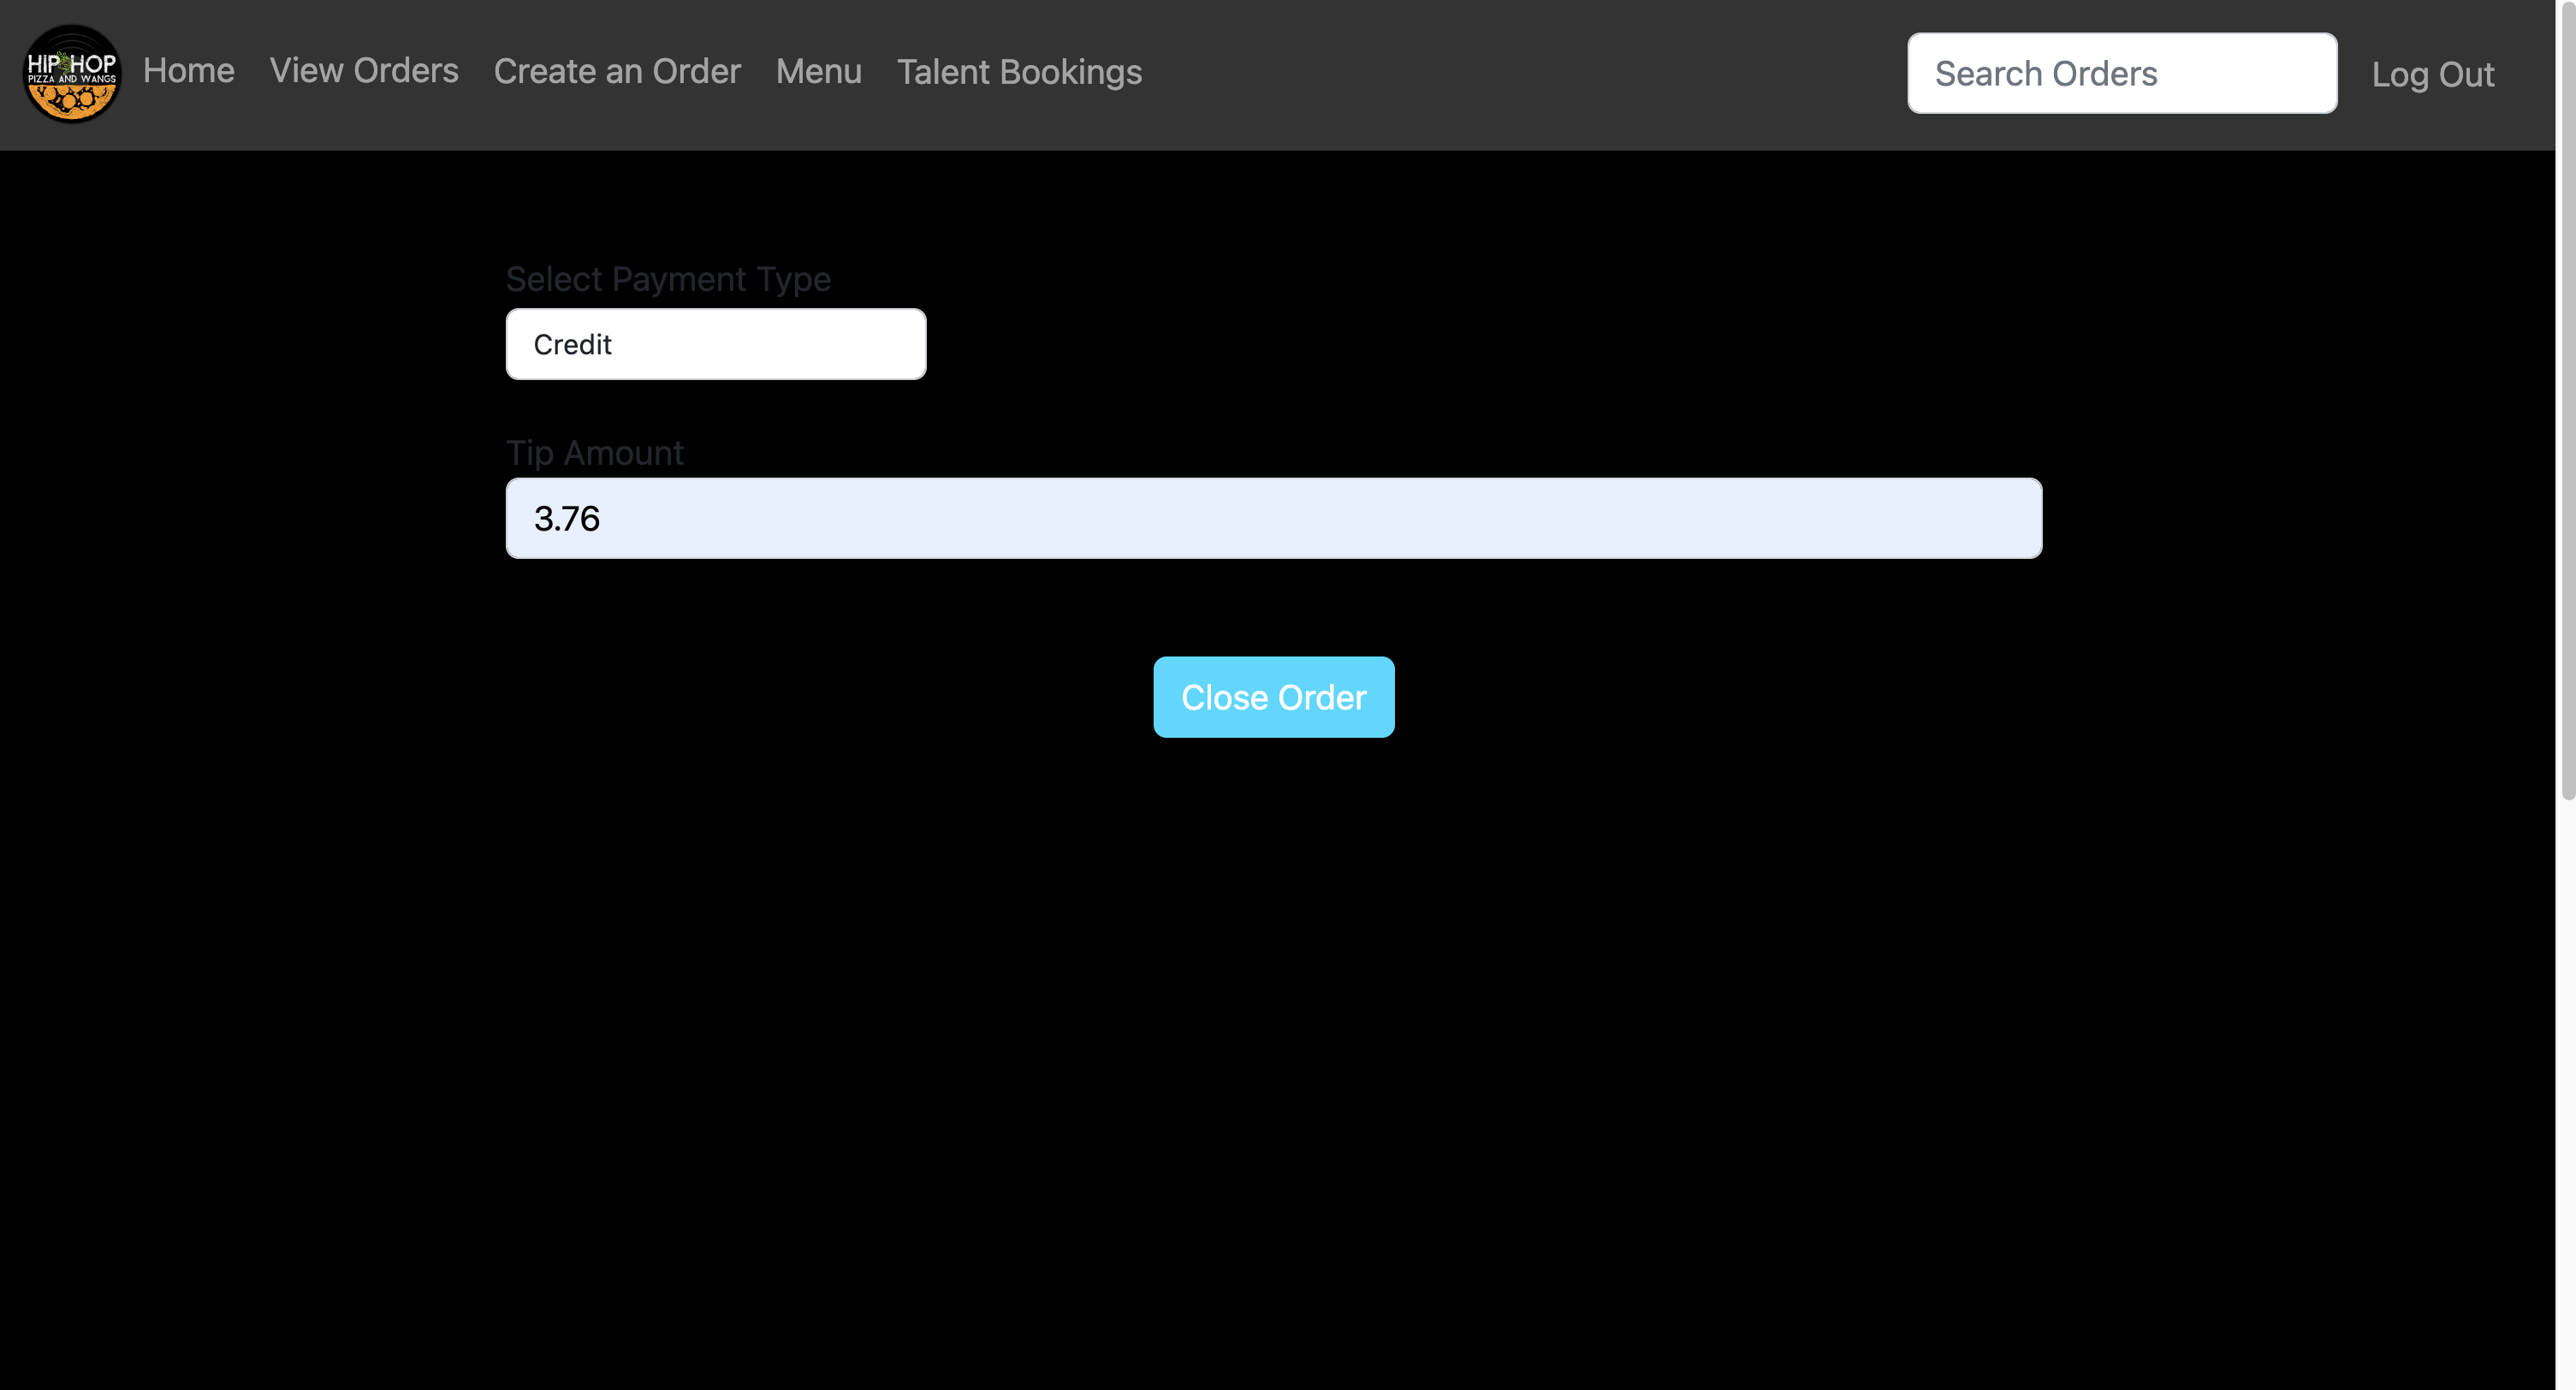 HIP HOP
PIZZA AND WANGS
Home View Orders Create an Order Menu Talent Bookings Search Orders Log Out
Select Payment Type
Credit
Tip Amount
3.76
Close Order